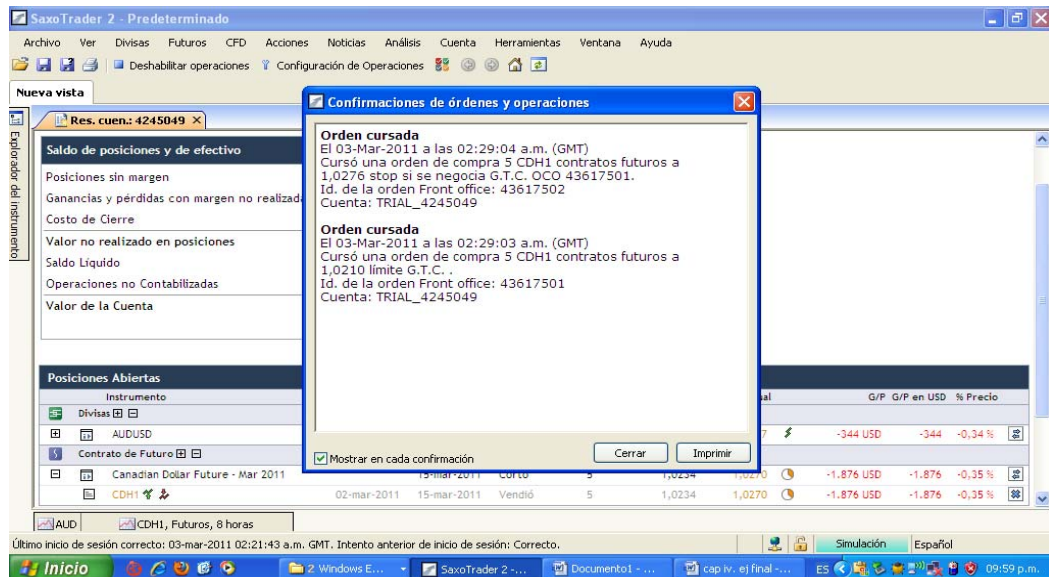 SaxoTrader 2 - Predeterminado
Archivo Ver Divisas Futuros CFD Acciones Noticias Análisis Cuenta Herramientas Ventana Ayuda
Deshabilitar operaciones Configuración de Operaciones
Nueva vista
Explorador del instrumento
Res. cuen.: 4245049
Saldo de posiciones y de efectivo
Posiciones sin margen
Ganancias y pérdidas con margen no
Costo de Cierre
Valor no realizado en posiciones
Saldo Líquido
Operaciones no Contabilizadas
Valor de la Cuenta
Confirmaciones de órdenes y operaciones
Orden cursada
El 03-Mar-2011 a las 02:29:04 a.m. (GMT)
Cursó una orden de compra 5 CDH1 contratos futuros a
1,0276 stop si se negocia G.T.C. OCO 43617501.
Id. de la orden Front office: 43617502
Cuenta: TRIAL_4245049
Orden cursada
El 03-Mar-2011 a las 02:29:03 a.m. (GMT)
Cursó una orden de compra 5 CDH1 contratos futuros a
1,0210 límite G.T.C. .
Id. de la orden Front office: 43617501
Cuenta: TRIAL_4245049
Mostrar en cada confirmación
Cerrar Imprimir
Posiciones Abiertas
Instrumento G/P G/P en USD % Precio
Divisas
AUDUSD -344 USD -344 -0,34 %
Contrato de Futuro
Canadian Dollar Future - Mar 2011 15-mar-2011 Corto 5 1,0234 1,0270 -1.876 USD -1.876 -0,35 %
CDH1 02-mar-2011 15-mar-2011 Vendió 5 1,0234 1,0270 -1.876 USD -1.876 -0,35 %
AUD CDH1, Futuros, 8 horas
Último inicio de sesión correcto: 03-mar-2011 02:21:43 a.m. GMT. Intento anterior de inicio de sesión: Correcto.
Simulación Español
Inicio 2 Windows E... SaxoTrader 2 -... Documento1 - ... cap iv. ej final -... ES 09:59 p.m.